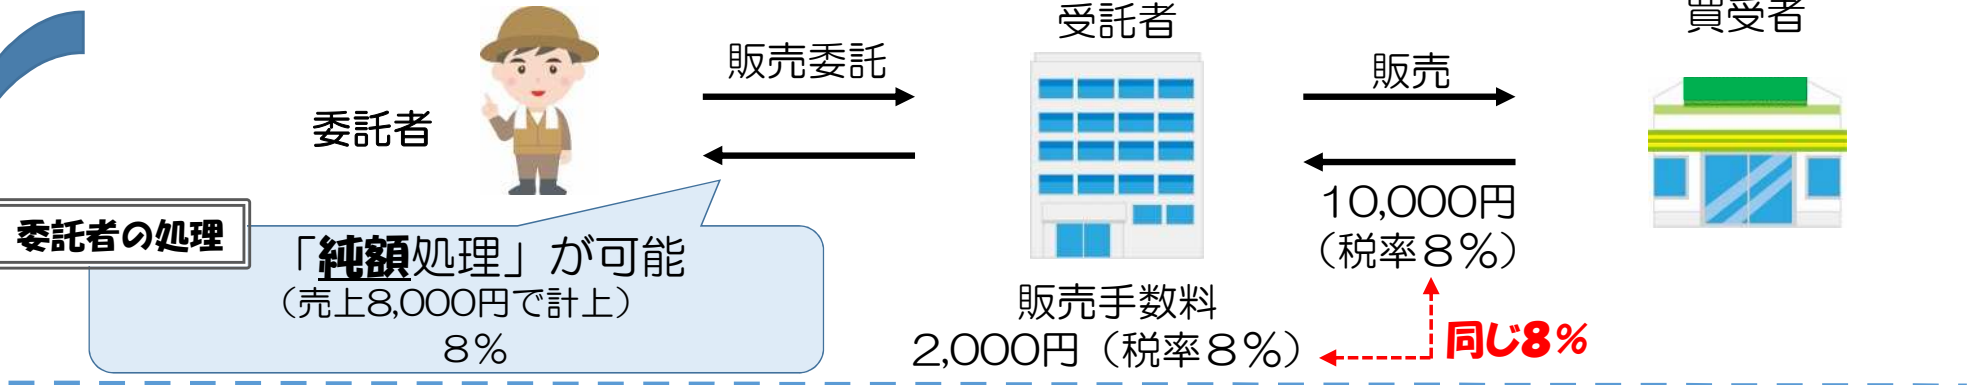 受託者
買受者
販売委託
販売
委託者
10,000円
（税率８％）
委託者の処理
「純額処理」が可能
（売上8,000円で計上）
８％
販売手数料
２,０００円（税率８％）
同じ８％